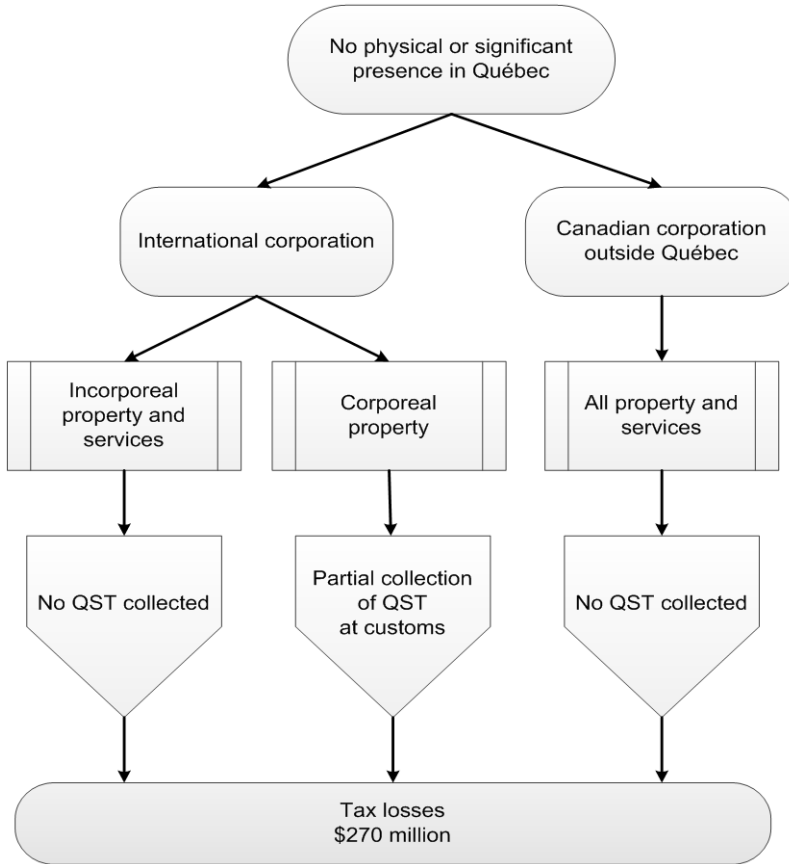 No physical or significant
presence in Québec
International corporation
Canadian corporation
outside Québec
Incorporeal
property and
services
Corporeal
property
All property and
services
No QST collected
Partial collection
of QST
at customs
No QST collected
Tax losses
$270 million